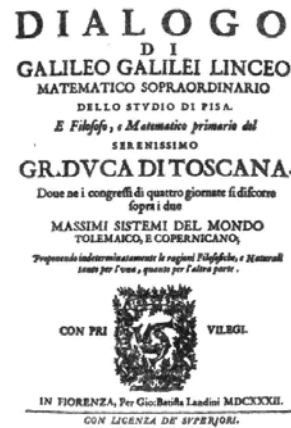 DIALOGO
DI
GALILEO GALILEI LINCEO
MATEMATICO SOPRAORDINARIO
DELLO STVDIO DI PISA.
E Filosofo, e Matematico primario del
SERENISSIMO
GR.DVCA DI TOSCANA.
Doue ne i congressi di quattro giornate si discorre
sopra i due
MASSIMI SISTEMI DEL MONDO
TOLEMAICO, E COPERNICANO;
Proponendo indeterminatamente le ragioni Filosofiche, e Naturali
tanto per l'vna, quanto per l'altra parte.
CON PRI VILEGI.
IN FIORENZA, Per Gio:Batista Landini MDCXXXII.
CON LICENZA DE' SVPERIORI.